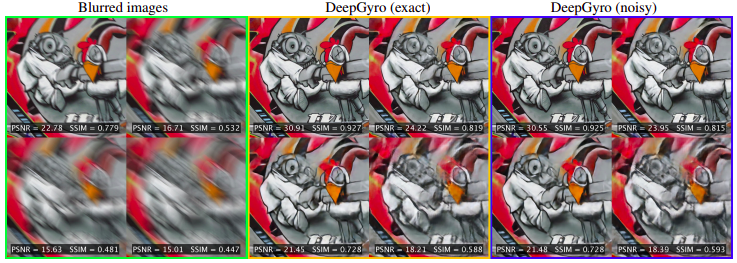 Blurred images
DeepGyro (exact)
DeepGyro (noisy)
PSNR = 22.78 SSIM = 0.779
PSNR = 16.71 SSIM = 0.532
PSNR = 30.91 SSIM = 0.927
PSNR = 24.22 SSIM = 0.819
PSNR = 30.55 SSIM = 0.925
PSNR = 23.95 SSIM = 0.815
PSNR = 15.63 SSIM = 0.481
PSNR = 15.01 SSIM = 0.447
PSNR = 21.45 SSIM = 0.728
PSNR = 18.21 SSIM = 0.588
PSNR = 21.48 SSIM = 0.728
PSNR = 18.39 SSIM = 0.593